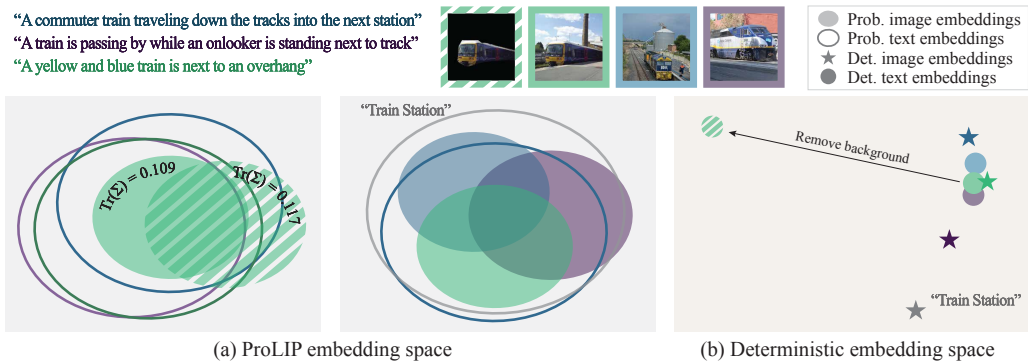 “A commuter train traveling down the tracks into the next station”
“A train is passing by while an onlooker is standing next to track”
“A yellow and blue train is next to an overhang”
Prob. image embeddings
Prob. text embeddings
Det. image embeddings
Det. text embeddings
Tr(Σ) = 0.109
Tr(Σ) = 0.117
“Train Station”
Remove background
“Train Station”
(a) ProLIP embedding space
(b) Deterministic embedding space